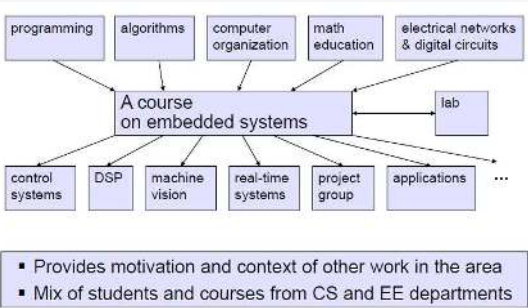 programming
algorithms
computer
organization
math
education
electrical networks
& digital circuits
A course
on embedded systems
lab
control
systems
DSP
machine
vision
real-time
systems
project
group
applications
...
▪ Provides motivation and context of other work in the area
▪ Mix of students and courses from CS and EE departments